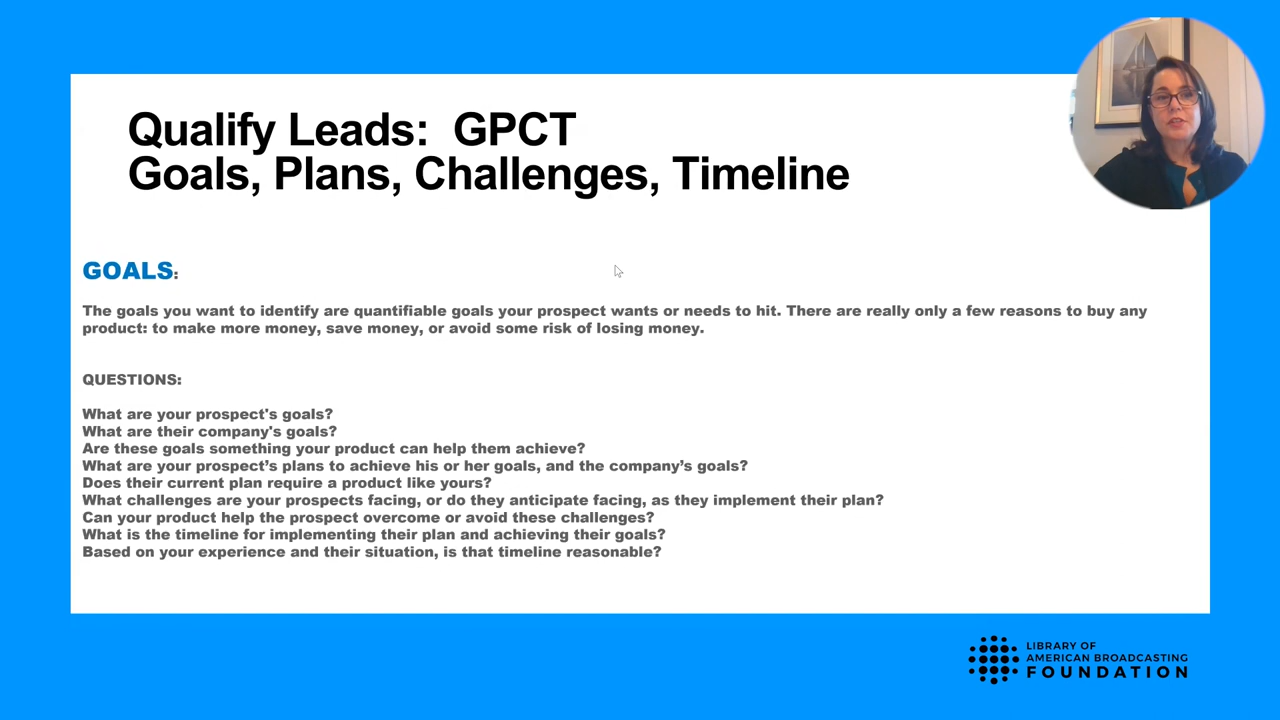 Qualify Leads:  GPCT
Goals, Plans, Challenges, Timeline
GOALS:
The goals you want to identify are quantifiable goals your prospect wants or needs to hit. There are really only a few reasons to buy any
product: to make more money, save money, or avoid some risk of losing money.
QUESTIONS:
What are your prospect's goals?
What are their company's goals?
Are these goals something your product can help them achieve?
What are your prospect’s plans to achieve his or her goals, and the company’s goals?
Does their current plan require a product like yours?
What challenges are your prospects facing, or do they anticipate facing, as they implement their plan?
Can your product help the prospect overcome or avoid these challenges?
What is the timeline for implementing their plan and achieving their goals?
Based on your experience and their situation, is that timeline reasonable?
LIBRARY OF
AMERICAN BROADCASTING
FOUNDATION